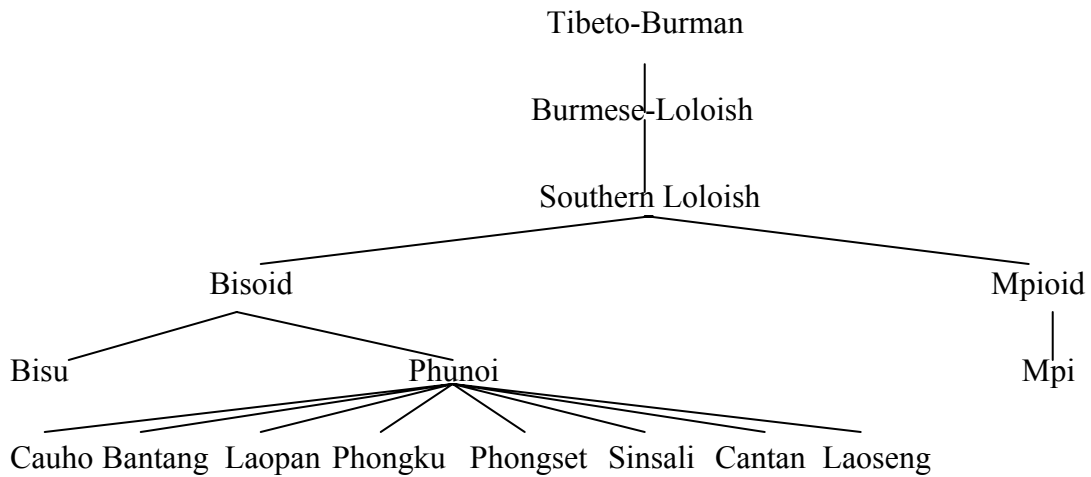 Tibeto-Burman
Burmese-Loloish
Southern Loloish
Bisoid Mpioid
Bisu Phunoi Mpi
Cauho Bantang Laopan Phongku Phongset Sinsali Cantan Laoseng